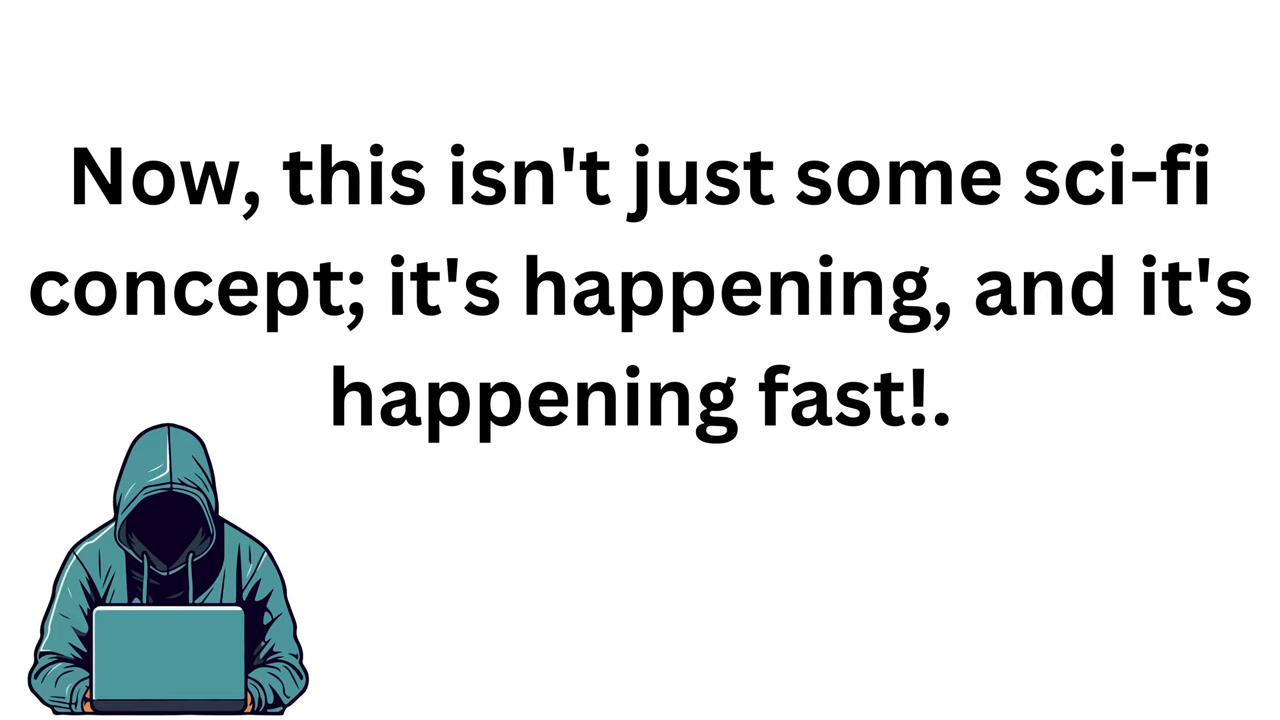 Now, this isn't just some sci-fi
concept; it's happening, and it's
happening fast!.